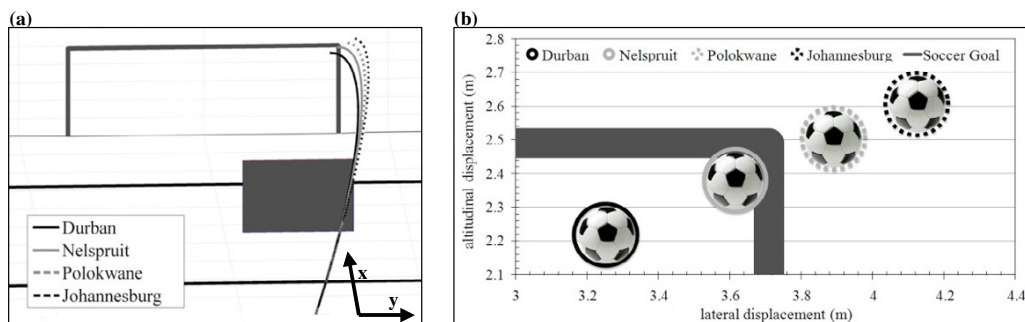 (a)
Durban
Nelspruit
Polokwane
Johannesburg
x
y
(b)
altitudinal displacement (m)
2.8
2.7
2.6
2.5
2.4
2.3
2.2
2.1
Durban Nelspruit Polokwane Johannesburg Soccer Goal
3 3.2 3.4 3.6 3.8 4 4.2 4.4
lateral displacement (m)